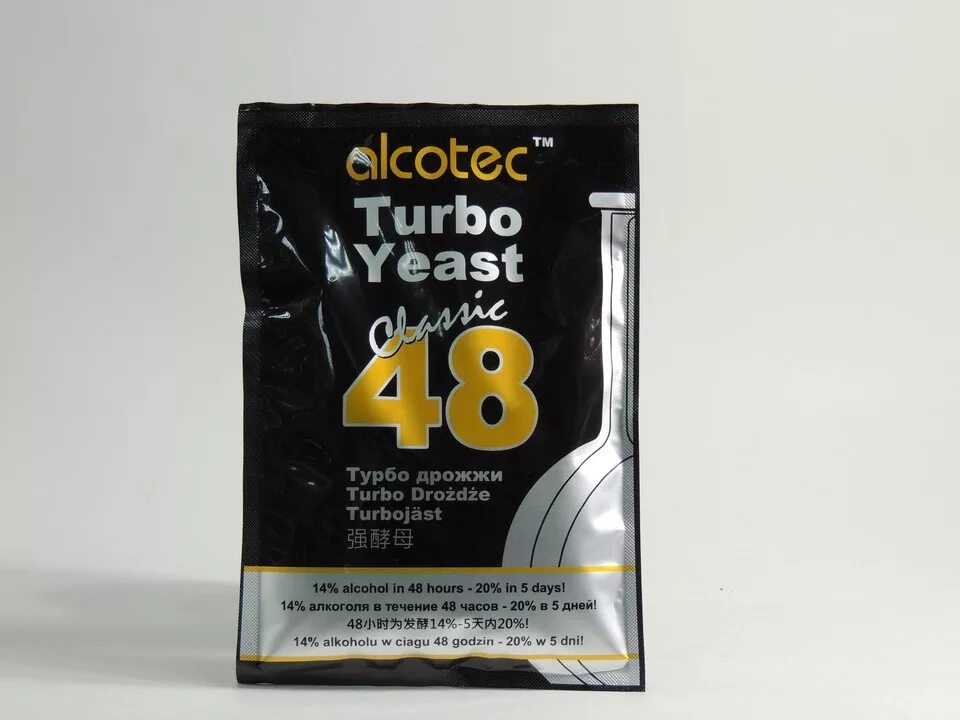 alcotec™
Turbo
Yeast
Classic
48
Турбо дрожжи
Turbo Drożdże
Turbojäst
强酵母
14% alcohol in 48 hours - 20% in 5 days!
14% алкоголя в течение 48 часов - 20% в 5 дней!
48小时为发酵14%-5天内20%!
14% alkoholu w ciagu 48 godzin - 20% w 5 dni!